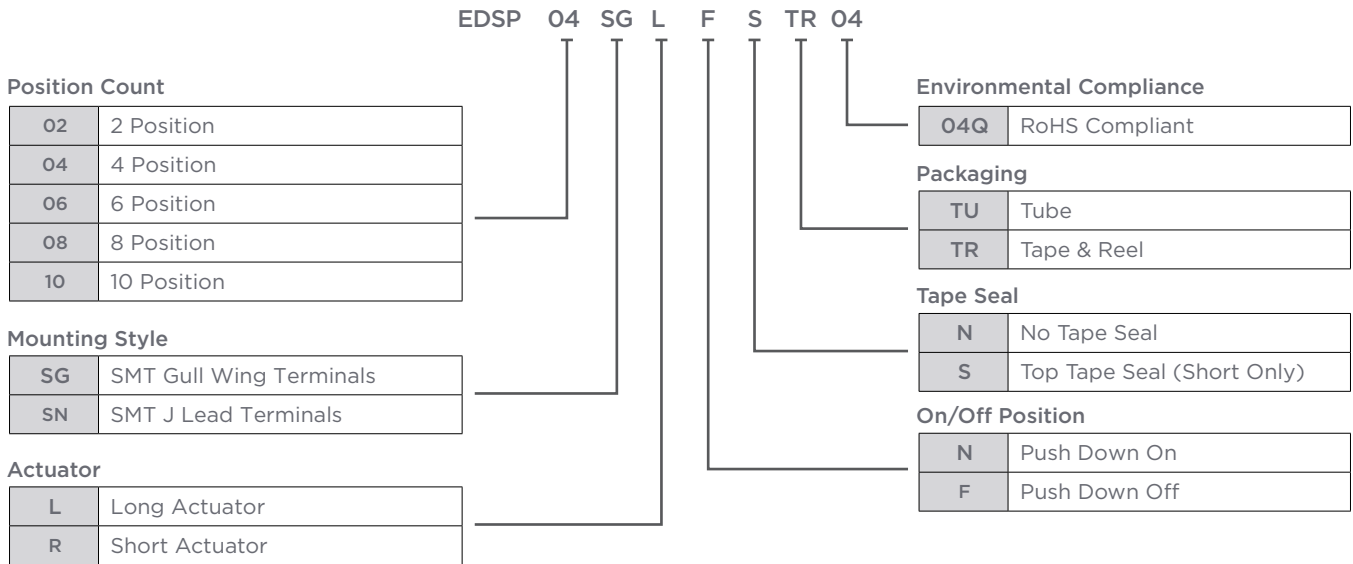 EDSP 04 SG L F S TR 04
Position Count
02 2 Position
04 4 Position
06 6 Position
08 8 Position
10 10 Position
Mounting Style
SG SMT Gull Wing Terminals
SN SMT J Lead Terminals
Actuator
L Long Actuator
R Short Actuator
Environmental Compliance
04Q RoHS Compliant
Packaging
TU Tube
TR Tape & Reel
Tape Seal
N No Tape Seal
S Top Tape Seal (Short Only)
On/Off Position
N Push Down On
F Push Down Off